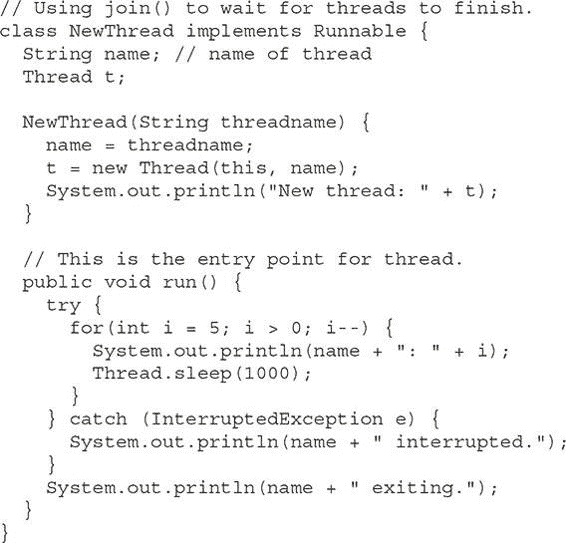 // Using join() to wait for threads to finish.
class NewThread implements Runnable {
  String name; // name of thread
  Thread t;

  NewThread(String threadname) {
    name = threadname;
    t = new Thread(this, name);
    System.out.println("New thread: " + t);
  }

  // This is the entry point for thread.
  public void run() {
    try {
      for(int i = 5; i > 0; i--) {
        System.out.println(name + ": " + i);
        Thread.sleep(1000);
      }
    } catch (InterruptedException e) {
      System.out.println(name + " interrupted.");
    }
    System.out.println(name + " exiting.");
  }
}